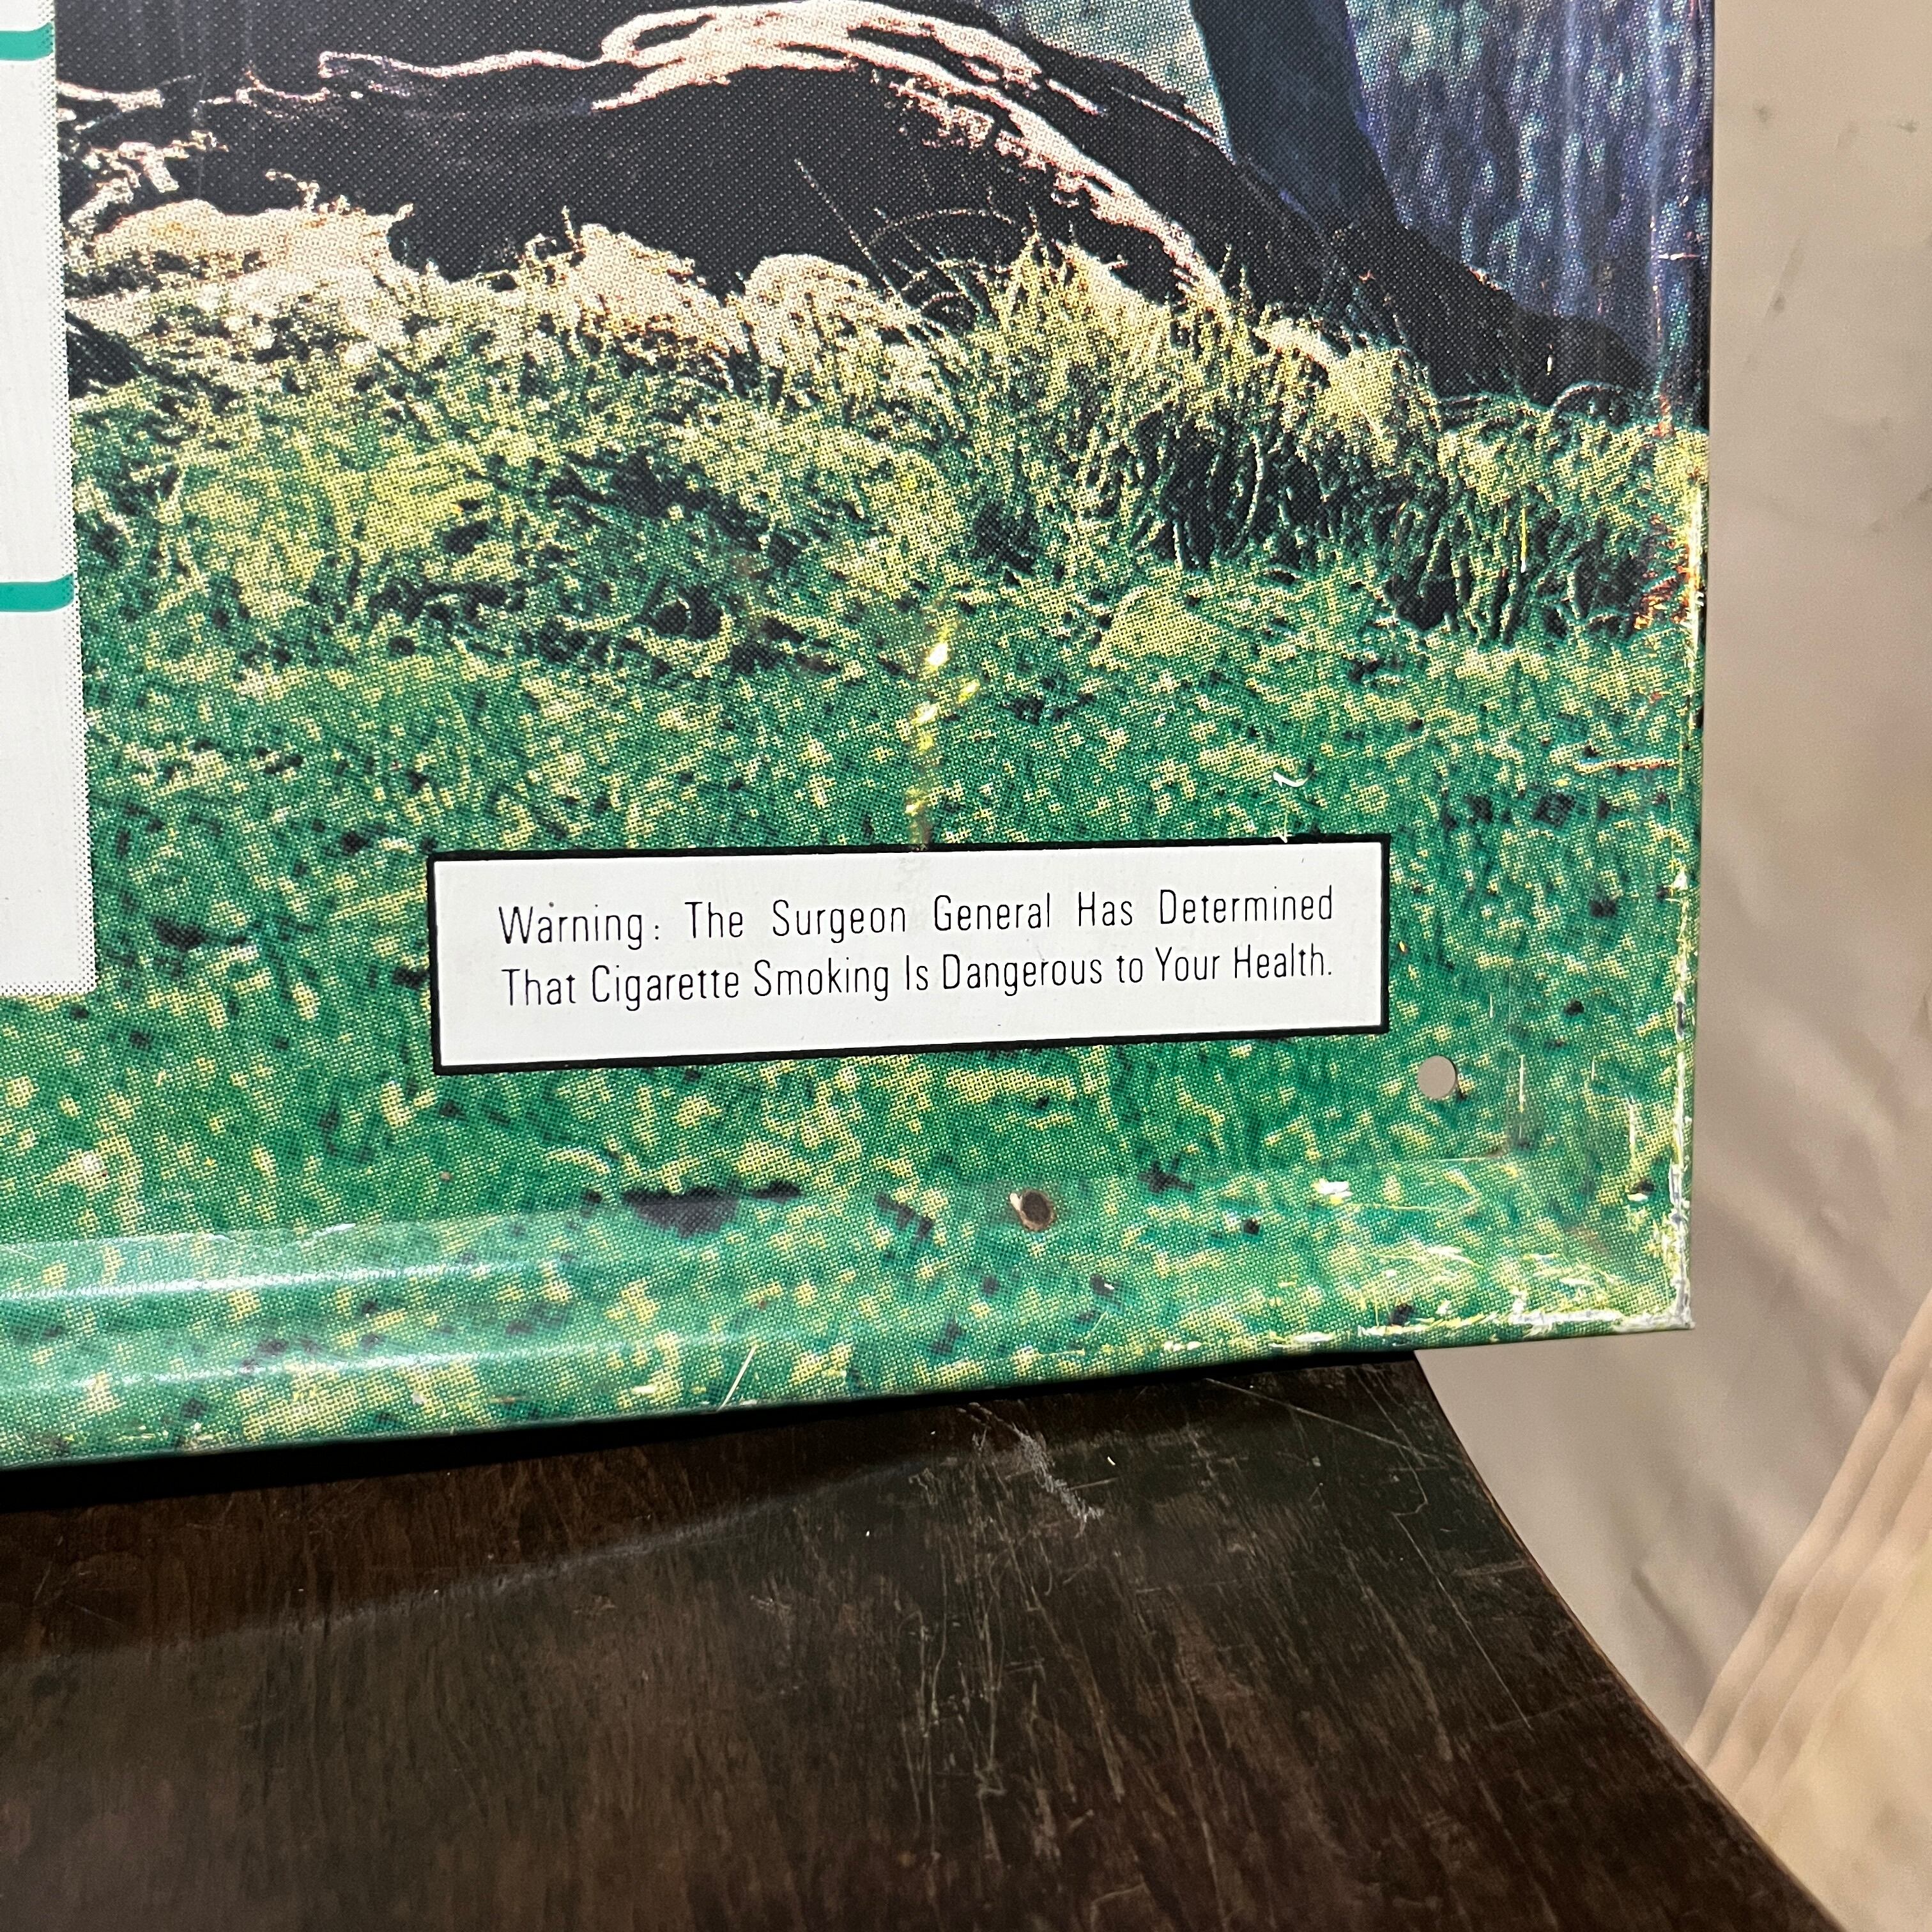 Warning: The Surgeon General Has Determined
That Cigarette Smoking Is Dangerous to Your Health.